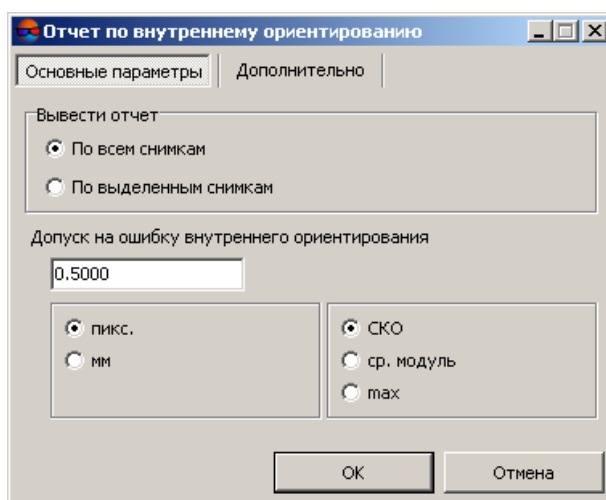 Отчет по внутреннему ориентированию
Основные параметры Дополнительно
Вывести отчет
По всем снимкам
По выделенным снимкам
Допуск на ошибку внутреннего ориентирования
0.5000
пикс. СКО
мм ср. модуль
max
OK Отмена